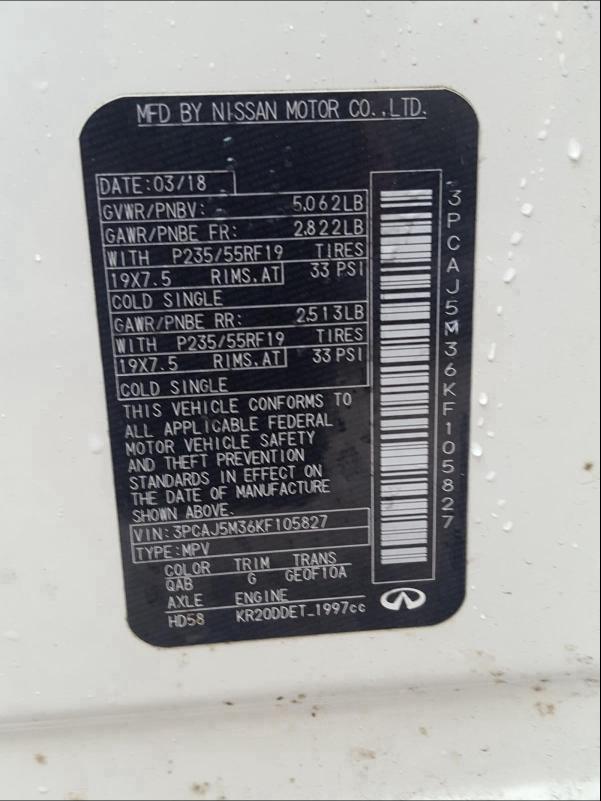 MFD BY NISSAN MOTOR CO.,LTD.
DATE:03/18
GVWR/PNBV: 5,062LB
GAWR/PNBE FR: 2,822LB
WITH P235/55RF19 TIRES
19X7.5 RIMS,AT 33 PSI
COLD SINGLE
GAWR/PNBE RR: 2,513LB
WITH P235/55RF19 TIRES
19X7.5 RIMS,AT 33 PSI
COLD SINGLE
THIS VEHICLE CONFORMS TO
ALL APPLICABLE FEDERAL
MOTOR VEHICLE SAFETY
AND THEFT PREVENTION
STANDARDS IN EFFECT ON
THE DATE OF MANUFACTURE
SHOWN ABOVE.
VIN: 3PCAJ5M36KF105827
TYPE:MPV
COLOR TRIM TRANS
QAB G GE0F10A
AXLE ENGINE
HD58 KR20DDET_1997cc
3PCAJ5M36KF105827